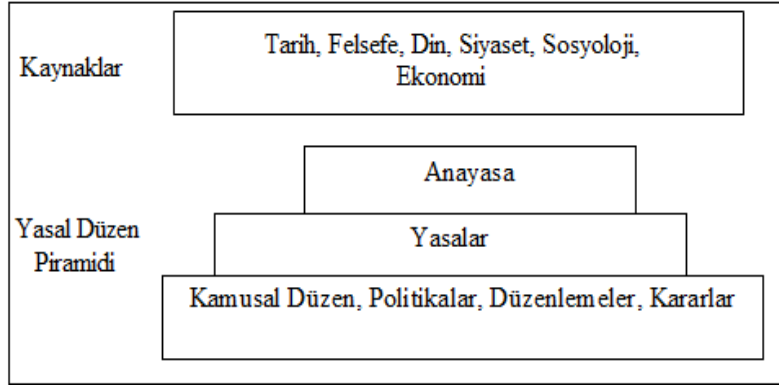 Kaynaklar
Tarih, Felsefe, Din, Siyaset, Sosyoloji,
Ekonomi
Yasal Düzen
Piramidi
Anayasa
Yasalar
Kamusal Düzen, Politikalar, Düzenlemeler, Kararlar